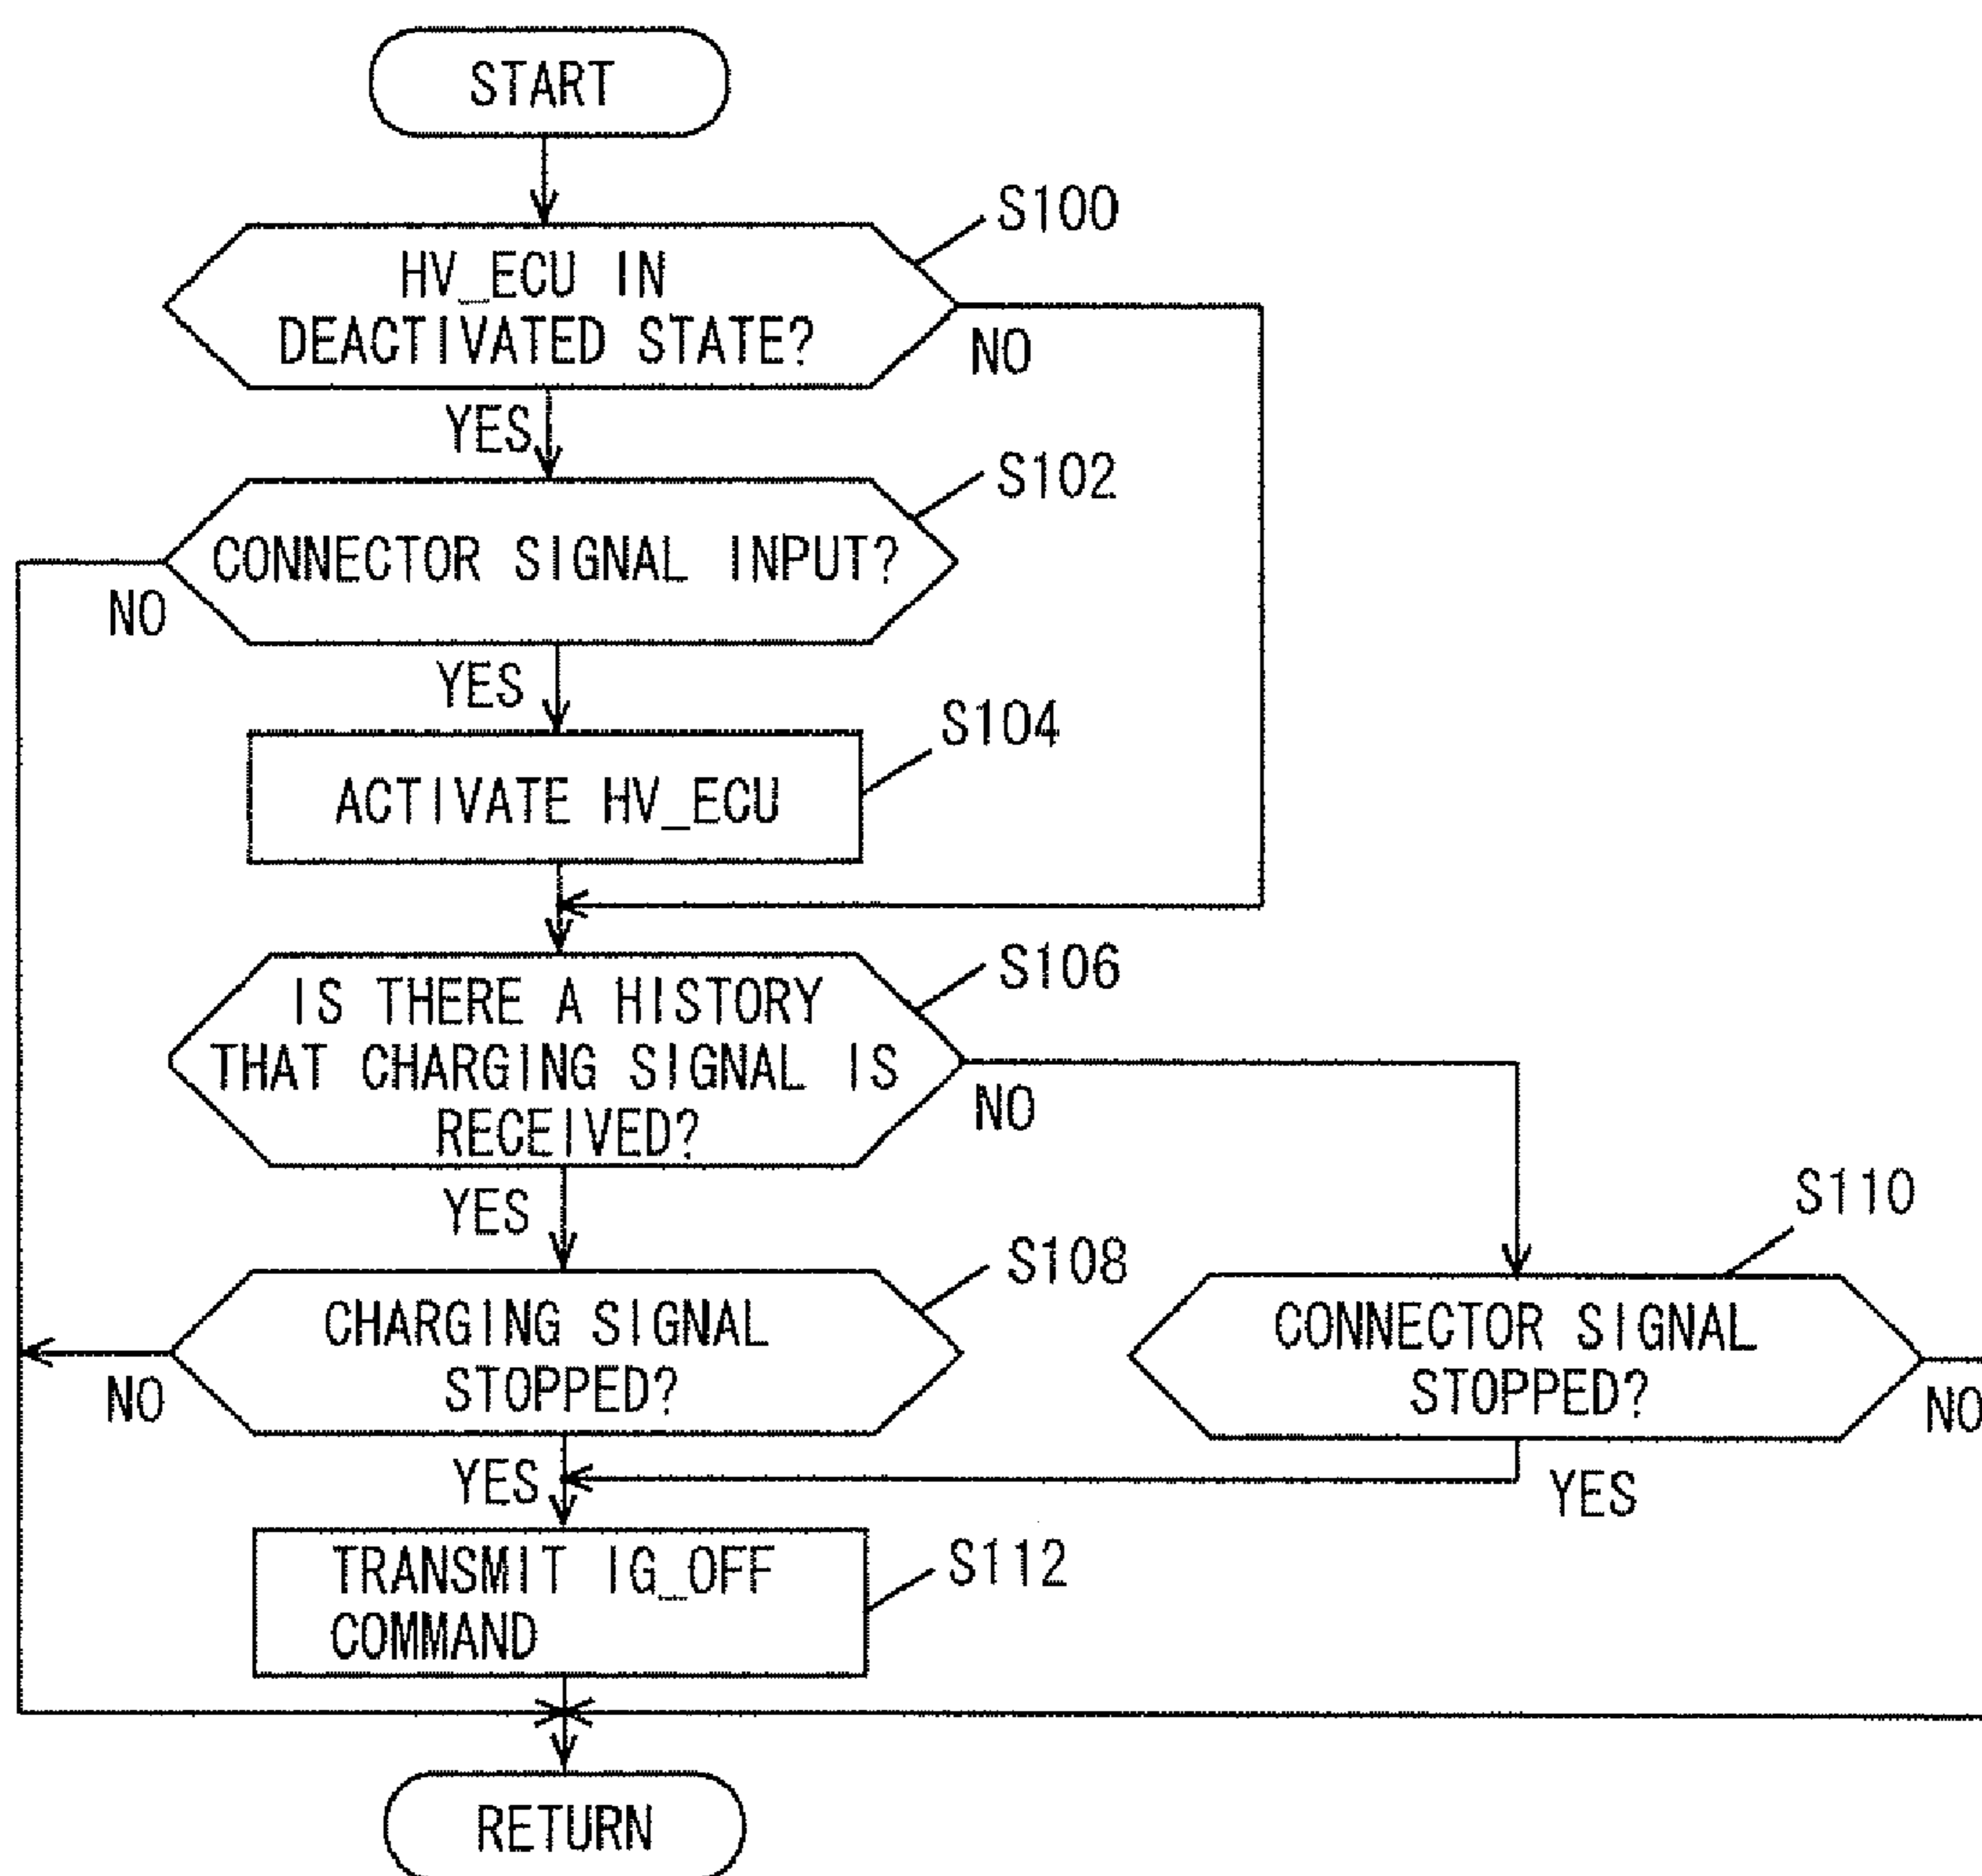 START
S100
HV_ECU IN
DEACTIVATED STATE?
NO
YES
S102
CONNECTOR SIGNAL INPUT?
NO
YES
S104
ACTIVATE HV_ECU
S106
IS THERE A HISTORY
THAT CHARGING SIGNAL IS
RECEIVED?
NO
YES
S110
S108
CHARGING SIGNAL
STOPPED?
CONNECTOR SIGNAL
STOPPED?
NO
NO
YES
YES
TRANSMIT IG_OFF
COMMAND
S112
RETURN